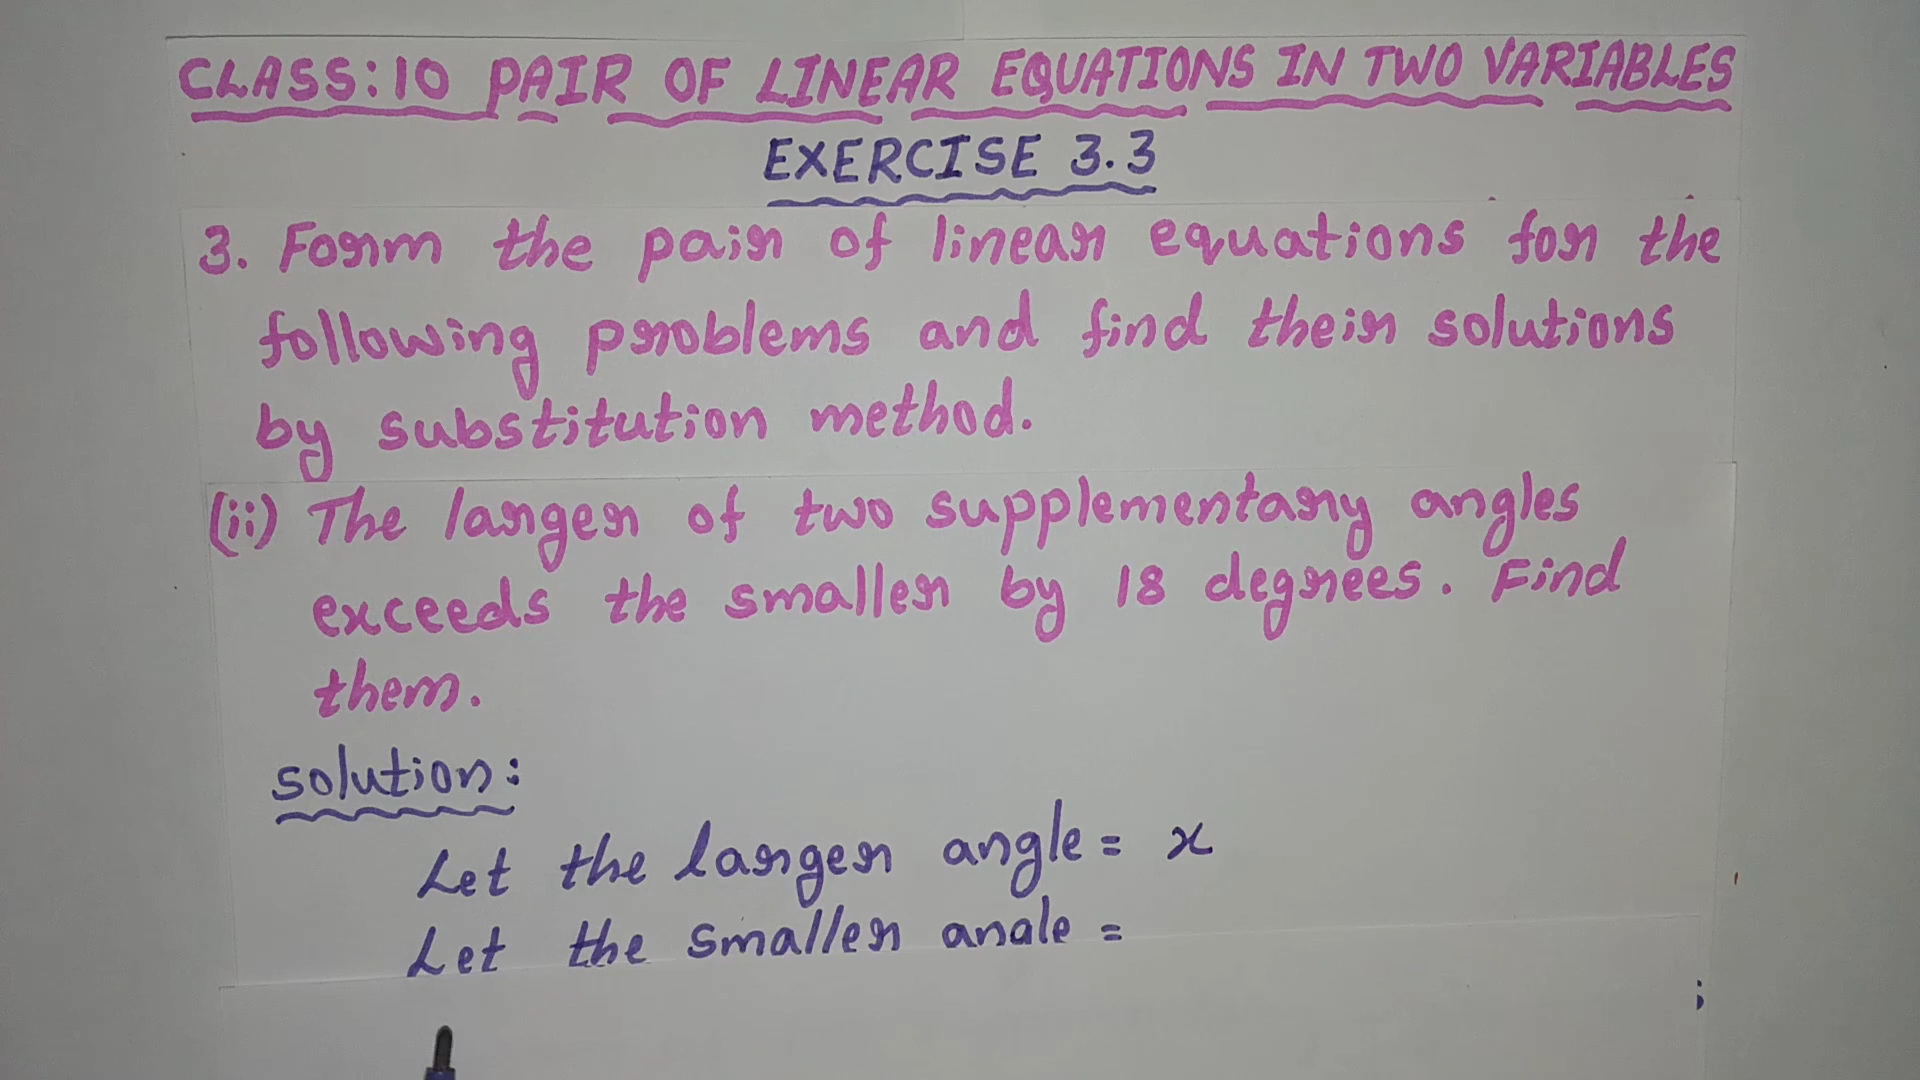 CLASS:10 PAIR OF LINEAR EQUATIONS IN TWO VARIABLES
EXERCISE 3.3
3. Form the pair of linear equations for the
following problems and find their solutions
by substitution method.
(ii) The larger of two supplementary angles
exceeds the smaller by 18 degrees. Find
them.
solution:
Let the larger angle = x
Let the smaller angle =